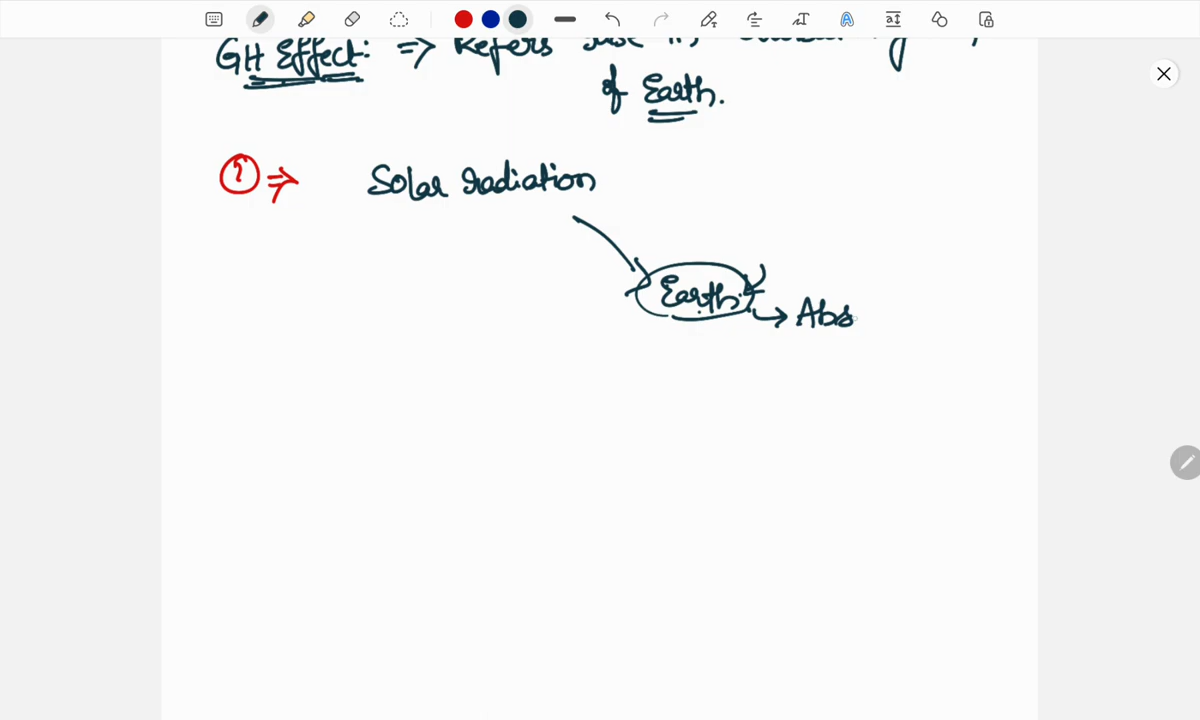 GH Effect: ⇒ Refers
of Earth.
① ⇒ Solar radiation
Earth.
→ Abs